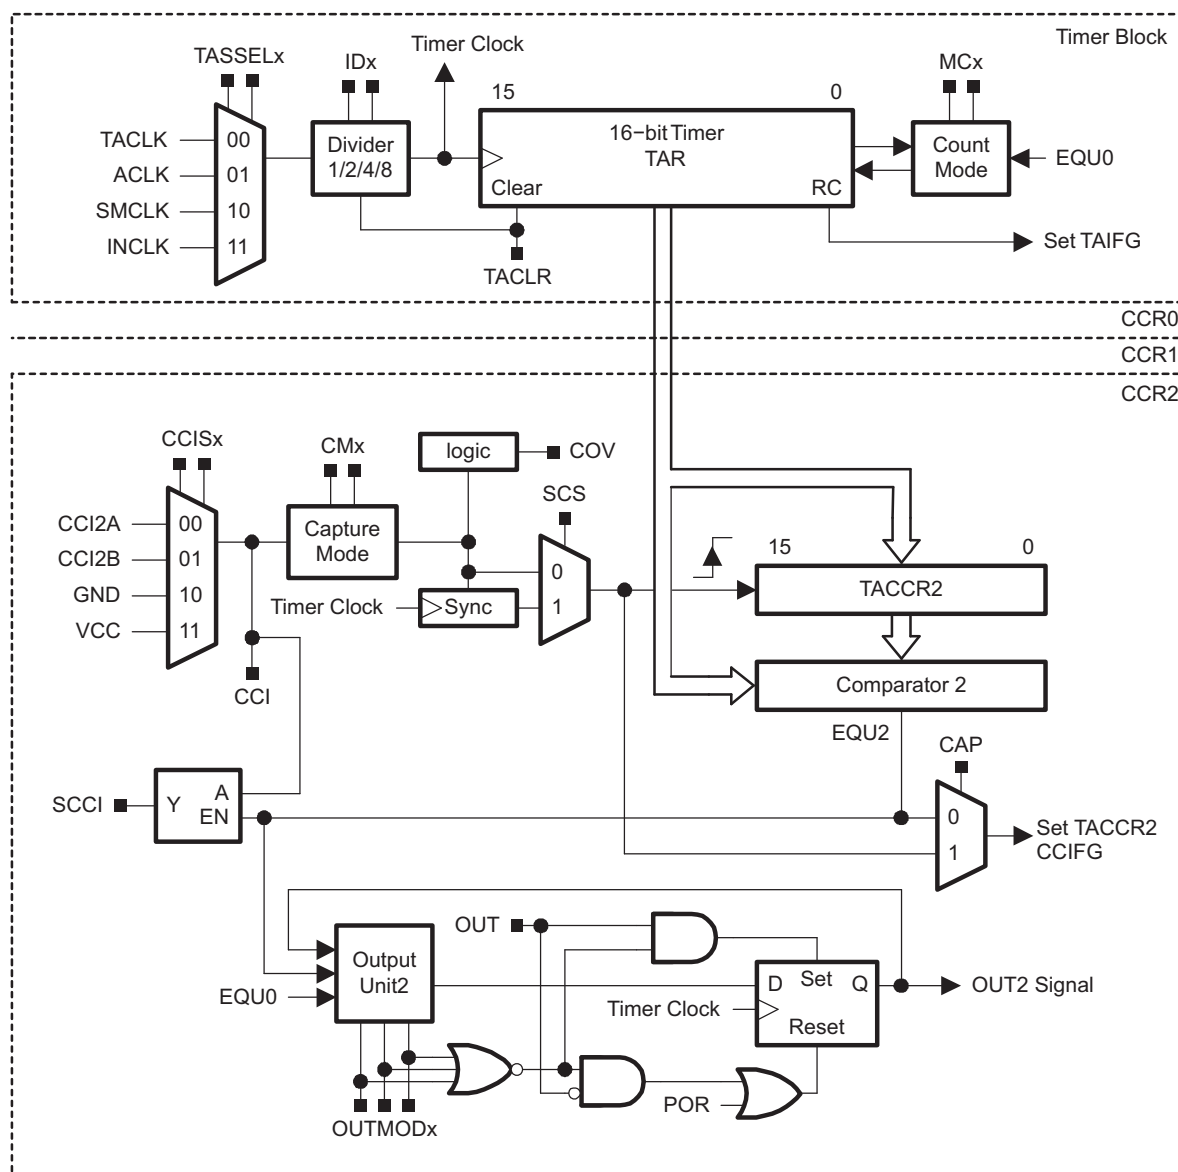 Timer Block
Timer Clock
TASSELx
IDx
MCx
15
0
TACLK
00
ACLK
01
SMCLK
10
INCLK
11
Divider
1/2/4/8
16−bit Timer
TAR
Clear
RC
Count
Mode
EQU0
Set TAIFG
TACLR
CCR0
CCR1
CCR2
CCISx
CMx
logic
COV
SCS
CCI2A
00
CCI2B
01
GND
10
VCC
11
Capture
Mode
0
1
15
0
Timer Clock
Sync
TACCR2
CCI
Comparator 2
EQU2
CAP
SCCI
Y
A
EN
0
1
Set TACCR2
CCIFG
OUT
Output
Unit2
EQU0
D
Set
Q
OUT2 Signal
Timer Clock
Reset
POR
OUTMODx